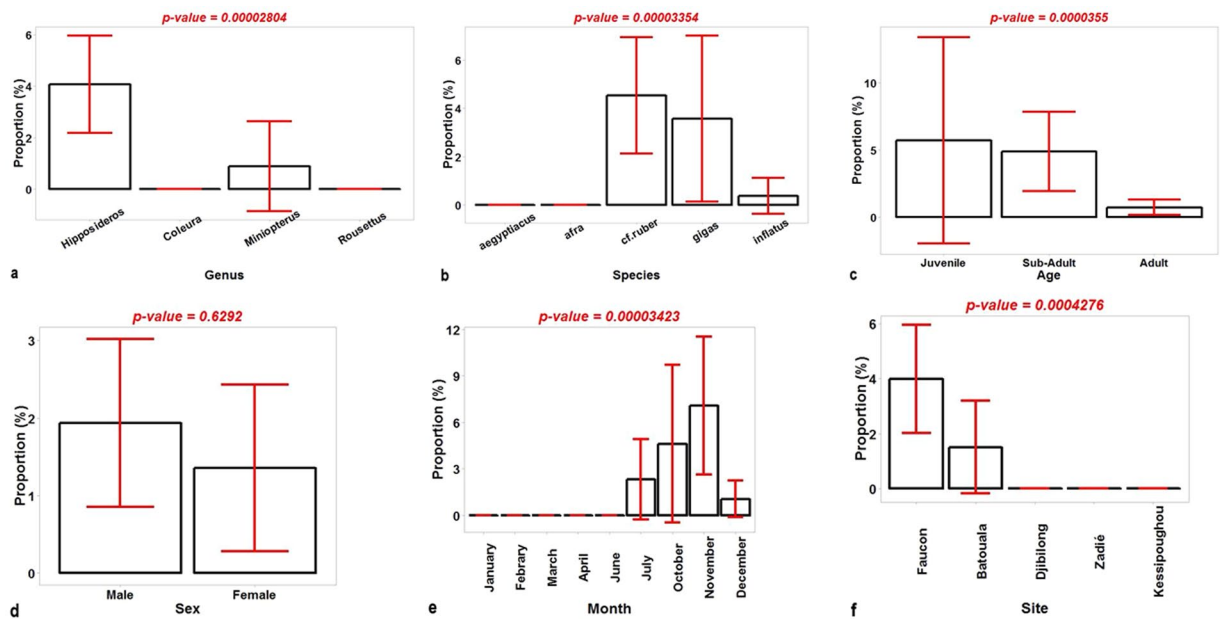 p-value = 0.00002804
6
4
2
0
Proportion (%)
Hipposideros
Coleura
Miniopterus
Rousettus
a
Genus
p-value = 0.00003354
6
4
2
0
Proportion (%)
aegyptiacus
afra
cf.ruber
gigas
inflatus
b
Species
p-value = 0.0000355
10
5
0
Proportion (%)
Juvenile
Sub-Adult
Adult
c
Age
p-value = 0.6292
3
2
1
0
Proportion (%)
Male
Female
d
Sex
p-value = 0.00003423
12
9
6
3
0
Proportion (%)
January
Febrary
March
April
June
July
October
November
December
e
Month
p-value = 0.0004276
6
4
2
0
Proportion (%)
Faucon
Batouala
Djibilong
Zadié
Kessipoughou
f
Site